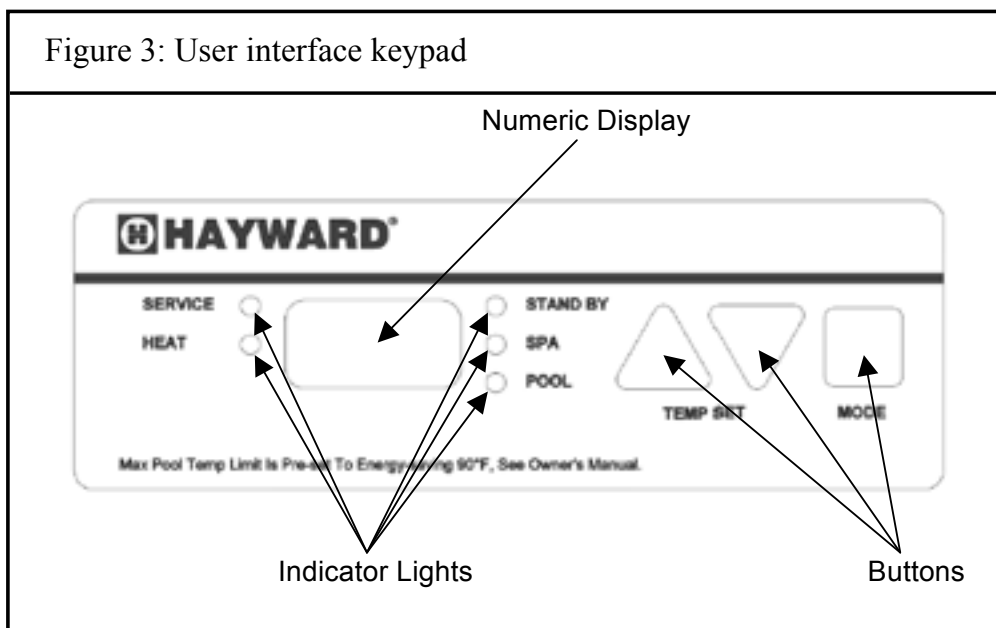 Figure 3: User interface keypad
Numeric Display
HAYWARD®
SERVICE
STAND BY
HEAT
SPA
POOL
TEMP SET
MODE
Max Pool Temp Limit Is Pre-set To Energy-saving 90°F, See Owner's Manual.
Indicator Lights
Buttons